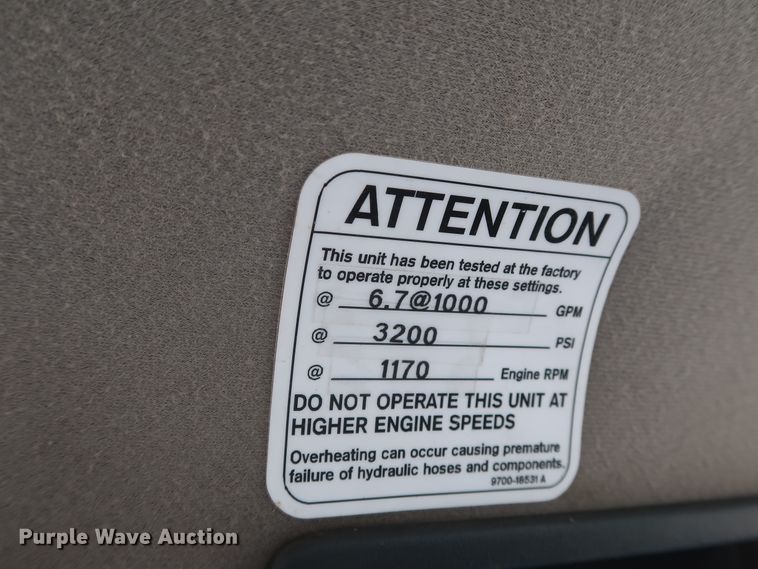 ATTENTION
This unit has been tested at the factory
to operate properly at these settings.
@ 6.7@1000 GPM
@ 3200 PSI
@ 1170 Engine RPM
DO NOT OPERATE THIS UNIT AT
HIGHER ENGINE SPEEDS
Overheating can occur causing premature
failure of hydraulic hoses and components.
9700-18531 A
Purple Wave Auction